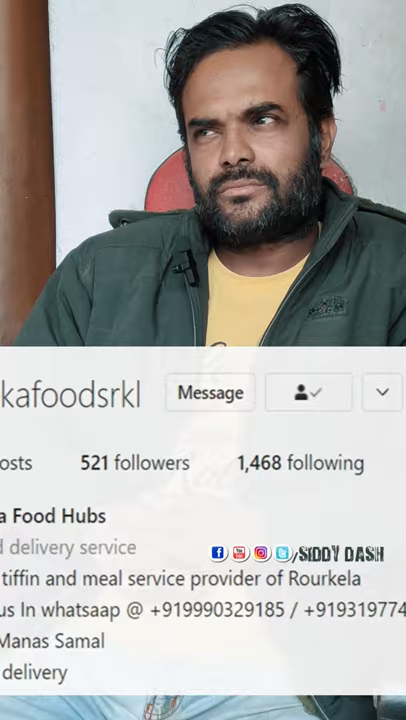 kafoodsrkl Message
osts 521 followers 1,468 following
a Food Hubs
d delivery service
/SIDDY DASH
tiffin and meal service provider of Rourkela
us In whatsaap @ +919990329185 / +919319774
Manas Samal
delivery